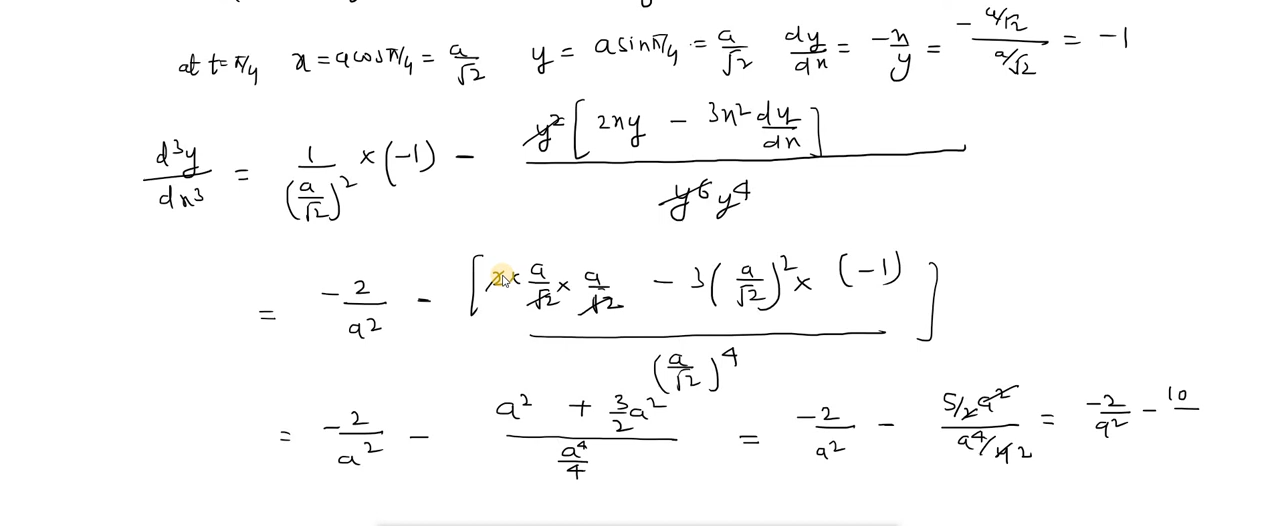 at t=π/4 x = a cos π/4 = a/√2 y = a sin π/4 = a/√2 dy/dx = -x/y = -(a/√2)/(a/√2) = -1
d³y/dx³ = 1/(a/√2)² × (-1) - y²[2xy - 3x² dy/dx]/y⁶ y⁴
= -2/a² - [2 × a/√2 × a/√2 - 3(a/√2)² × (-1)]/(a/√2)⁴
= -2/a² - (a² + 3/2 a²)/(a⁴/4) = -2/a² - (5/2 a²)/(a⁴/4 2) = -2/a² - 10/